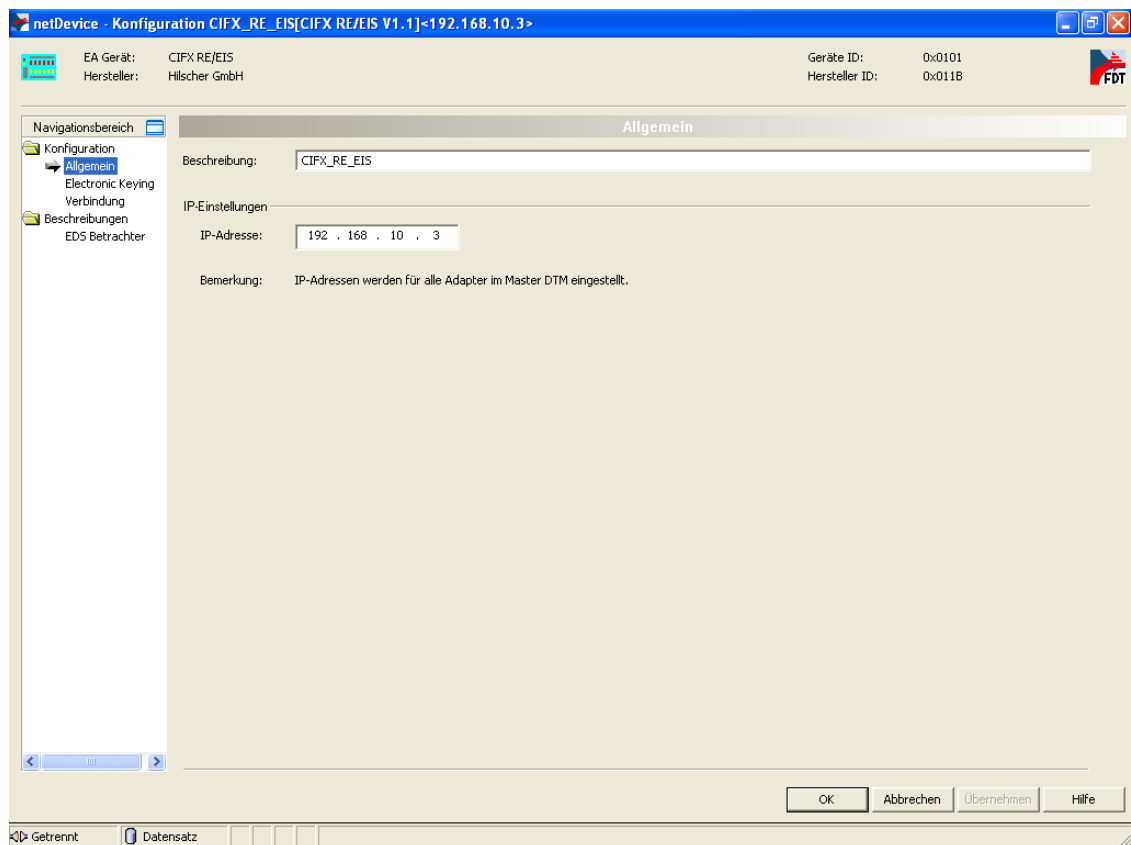 netDevice - Konfiguration CIFX_RE_EIS[CIFX RE/EIS V1.1]<192.168.10.3>
EA Gerät: CIFX RE/EIS Geräte ID: 0x0101
Hersteller: Hilscher GmbH Hersteller ID: 0x011B
FDT
Navigationsbereich
Allgemein
Konfiguration
Allgemein
Electronic Keying
Verbindung
Beschreibungen
EDS Betrachter
Beschreibung: CIFX_RE_EIS
IP-Einstellungen
IP-Adresse: 192 . 168 . 10 . 3
Bemerkung: IP-Adressen werden für alle Adapter im Master DTM eingestellt.
OK Abbrechen Übernehmen Hilfe
Getrennt Datensatz